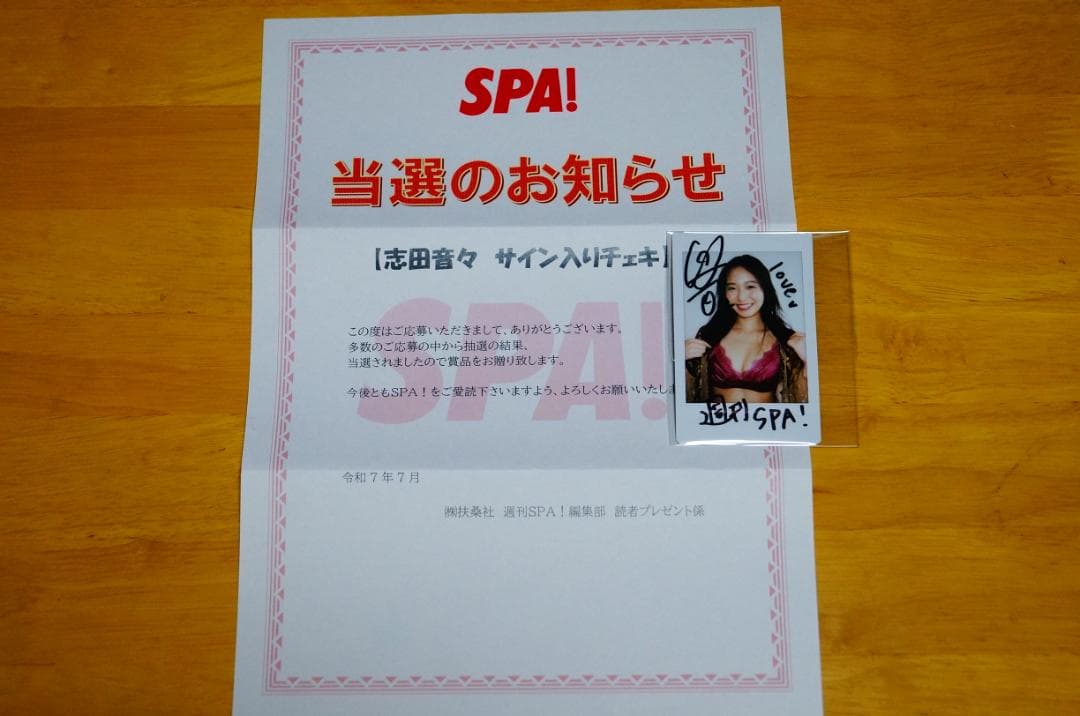 SPA!
当選のお知らせ
【志田音々 サイン入りチェキ】
SPA!
この度はご応募いただきまして、ありがとうございます。
多数のご応募の中から抽選の結果、
当選されましたので賞品をお贈り致します。
今後ともSPA！をご愛読下さいますよう、よろしくお願いいたしま
令和7年7月
㈱扶桑社 週刊SPA！編集部 読者プレゼント係
love
週刊SPA!